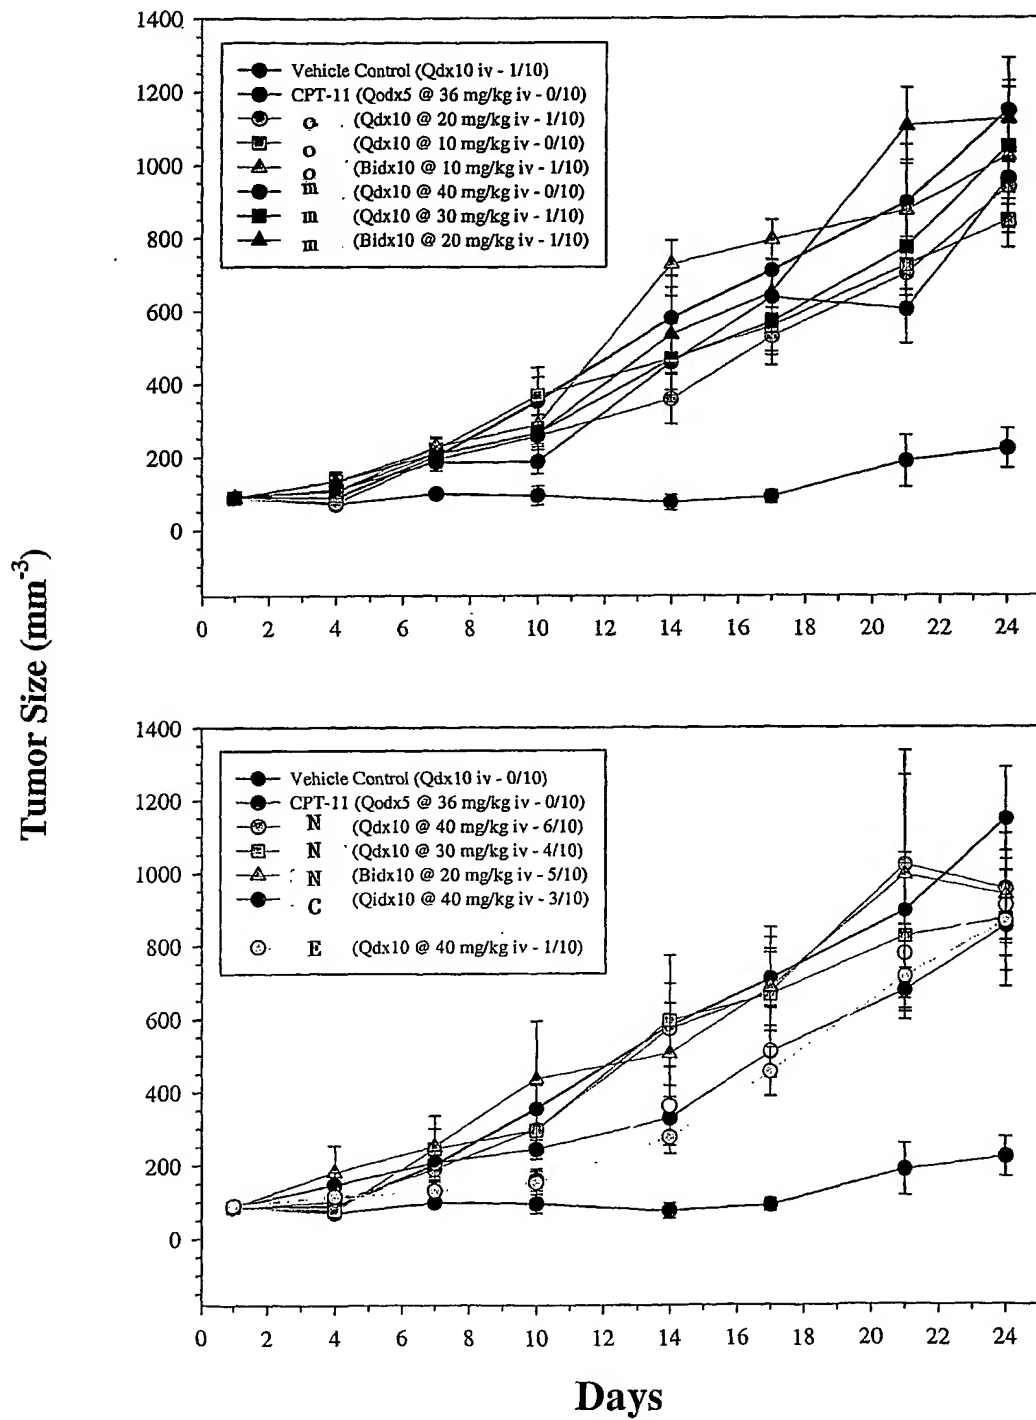 Tumor Size (mm-3)
1400
1200
1000
800
600
400
200
0
Vehicle Control (Qdx10 iv - 1/10)
CPT-11 (Qodx5 @ 36 mg/kg iv - 0/10)
o (Qdx10 @ 20 mg/kg iv - 1/10)
o (Qdx10 @ 10 mg/kg iv - 0/10)
o (Bidx10 @ 10 mg/kg iv - 1/10)
m (Qdx10 @ 40 mg/kg iv - 0/10)
m (Qdx10 @ 30 mg/kg iv - 1/10)
m (Bidx10 @ 20 mg/kg iv - 1/10)
0 2 4 6 8 10 12 14 16 18 20 22 24
1400
1200
1000
800
600
400
200
0
Vehicle Control (Qdx10 iv - 0/10)
CPT-11 (Qodx5 @ 36 mg/kg iv - 0/10)
N (Qdx10 @ 40 mg/kg iv - 6/10)
N (Qdx10 @ 30 mg/kg iv - 4/10)
N (Bidx10 @ 20 mg/kg iv - 5/10)
C (Qidx10 @ 40 mg/kg iv - 3/10)
E (Qdx10 @ 40 mg/kg iv - 1/10)
0 2 4 6 8 10 12 14 16 18 20 22 24
Days